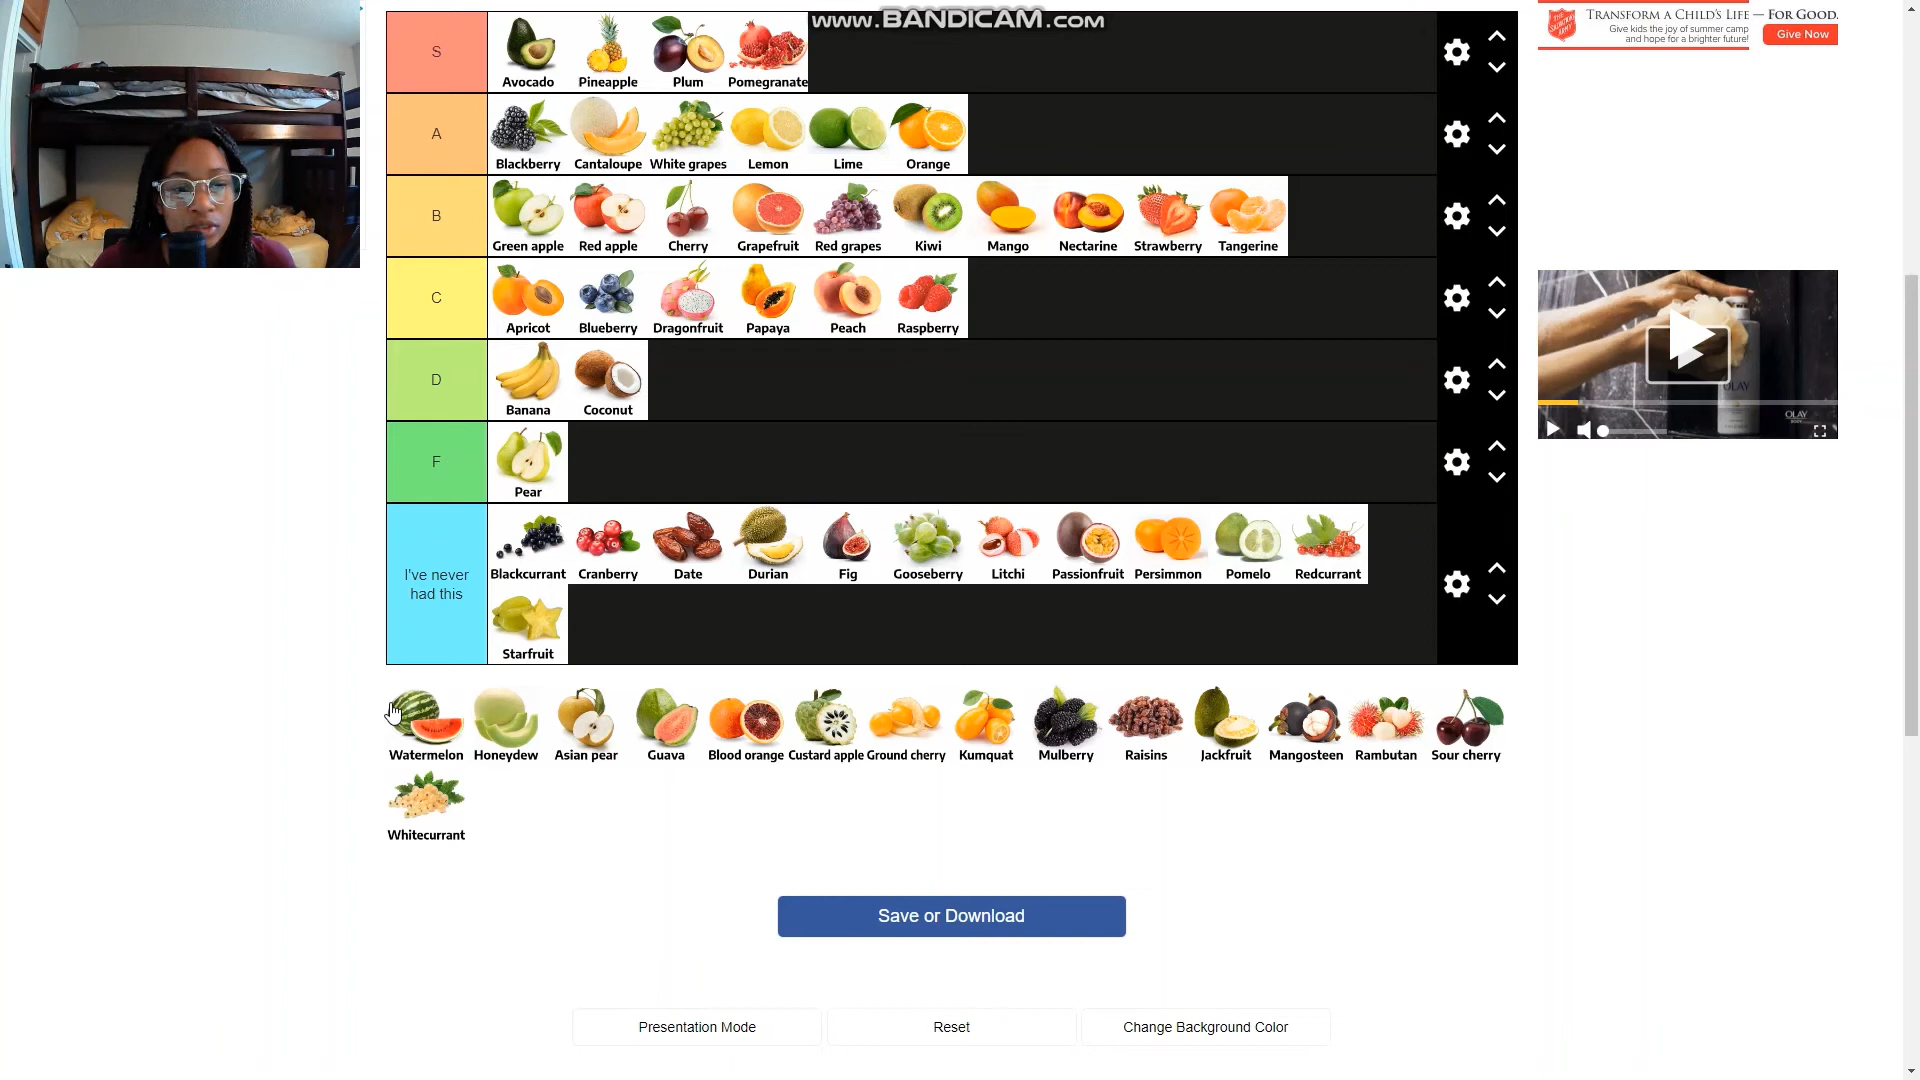 www.BANDICAM.com
S
Avocado Pineapple Plum Pomegranate
A
Blackberry Cantaloupe White grapes Lemon Lime Orange
B
Green apple Red apple Cherry Grapefruit Red grapes Kiwi Mango Nectarine Strawberry Tangerine
C
Apricot Blueberry Dragonfruit Papaya Peach Raspberry
D
Banana Coconut
F
Pear
I've never
had this
Blackcurrant Cranberry Date Durian Fig Gooseberry Litchi Passionfruit Persimmon Pomelo Redcurrant
Starfruit
Watermelon Honeydew Asian pear Guava Blood orange Custard apple Ground cherry Kumquat Mulberry Raisins Jackfruit Mangosteen Rambutan Sour cherry
Whitecurrant
Save or Download
Presentation Mode Reset Change Background Color
TRANSFORM A CHILD'S LIFE — FOR GOOD.
Give kids the joy of summer camp
and hope for a brighter future!
Give Now
OLAY
OLAY